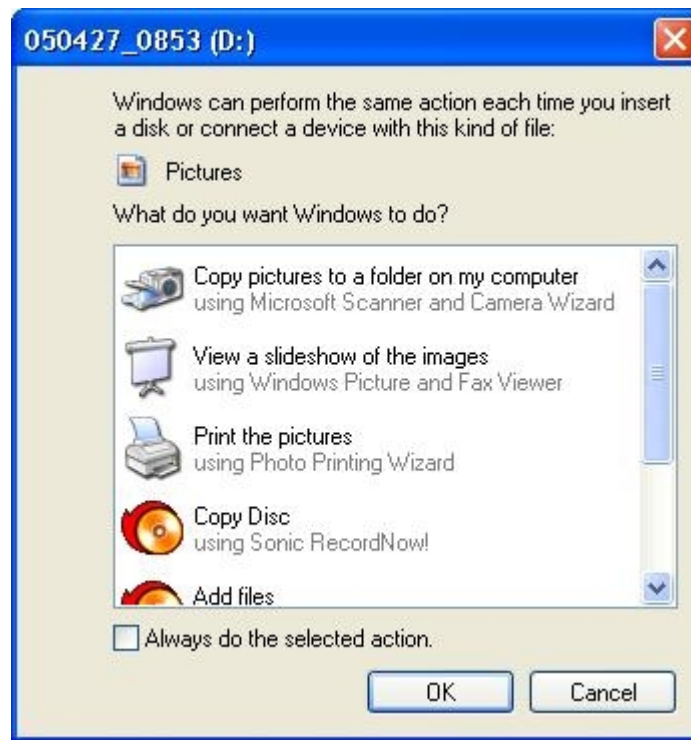 050427_0853 (D:)
Windows can perform the same action each time you insert
a disk or connect a device with this kind of file:
Pictures
What do you want Windows to do?
Copy pictures to a folder on my computer
using Microsoft Scanner and Camera Wizard
View a slideshow of the images
using Windows Picture and Fax Viewer
Print the pictures
using Photo Printing Wizard
Copy Disc
using Sonic RecordNow!
Add files
Always do the selected action.
OK
Cancel